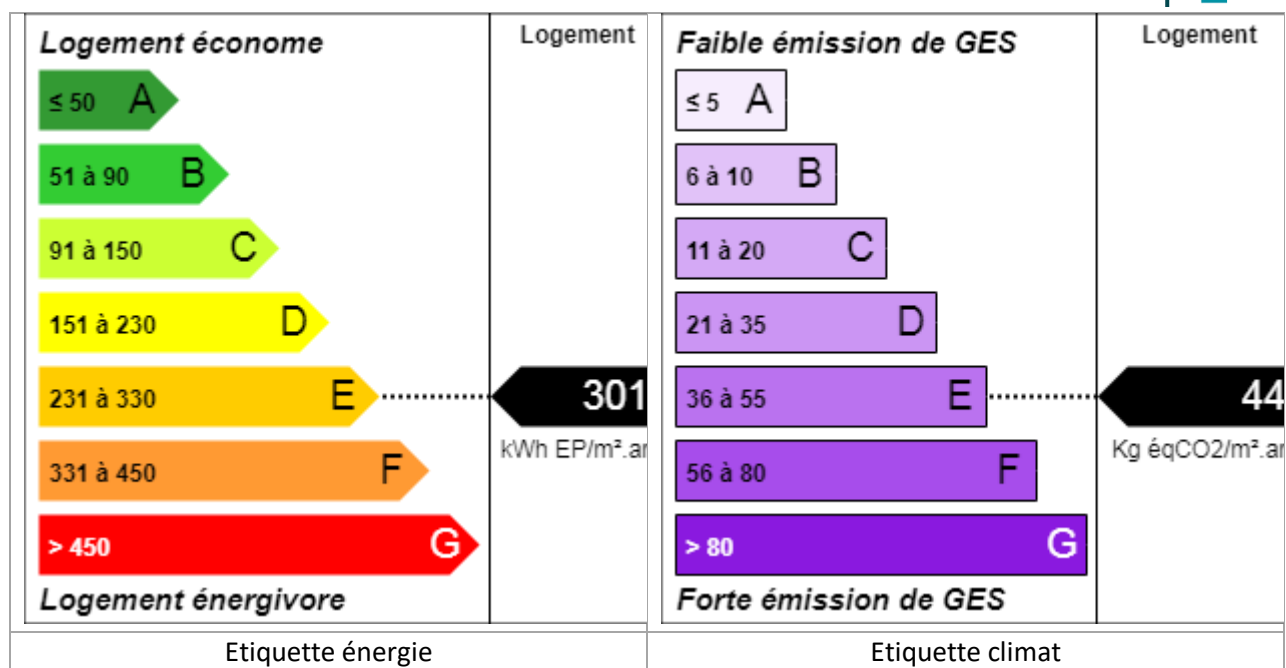 Logement économe
Logement
≤ 50 A
51 à 90 B
91 à 150 C
151 à 230 D
231 à 330 E
301
kWh EP/m².an
331 à 450 F
> 450 G
Logement énergivore
Etiquette énergie
Faible émission de GES
Logement
≤ 5 A
6 à 10 B
11 à 20 C
21 à 35 D
36 à 55 E
44
Kg éqCO2/m².an
56 à 80 F
> 80 G
Forte émission de GES
Etiquette climat